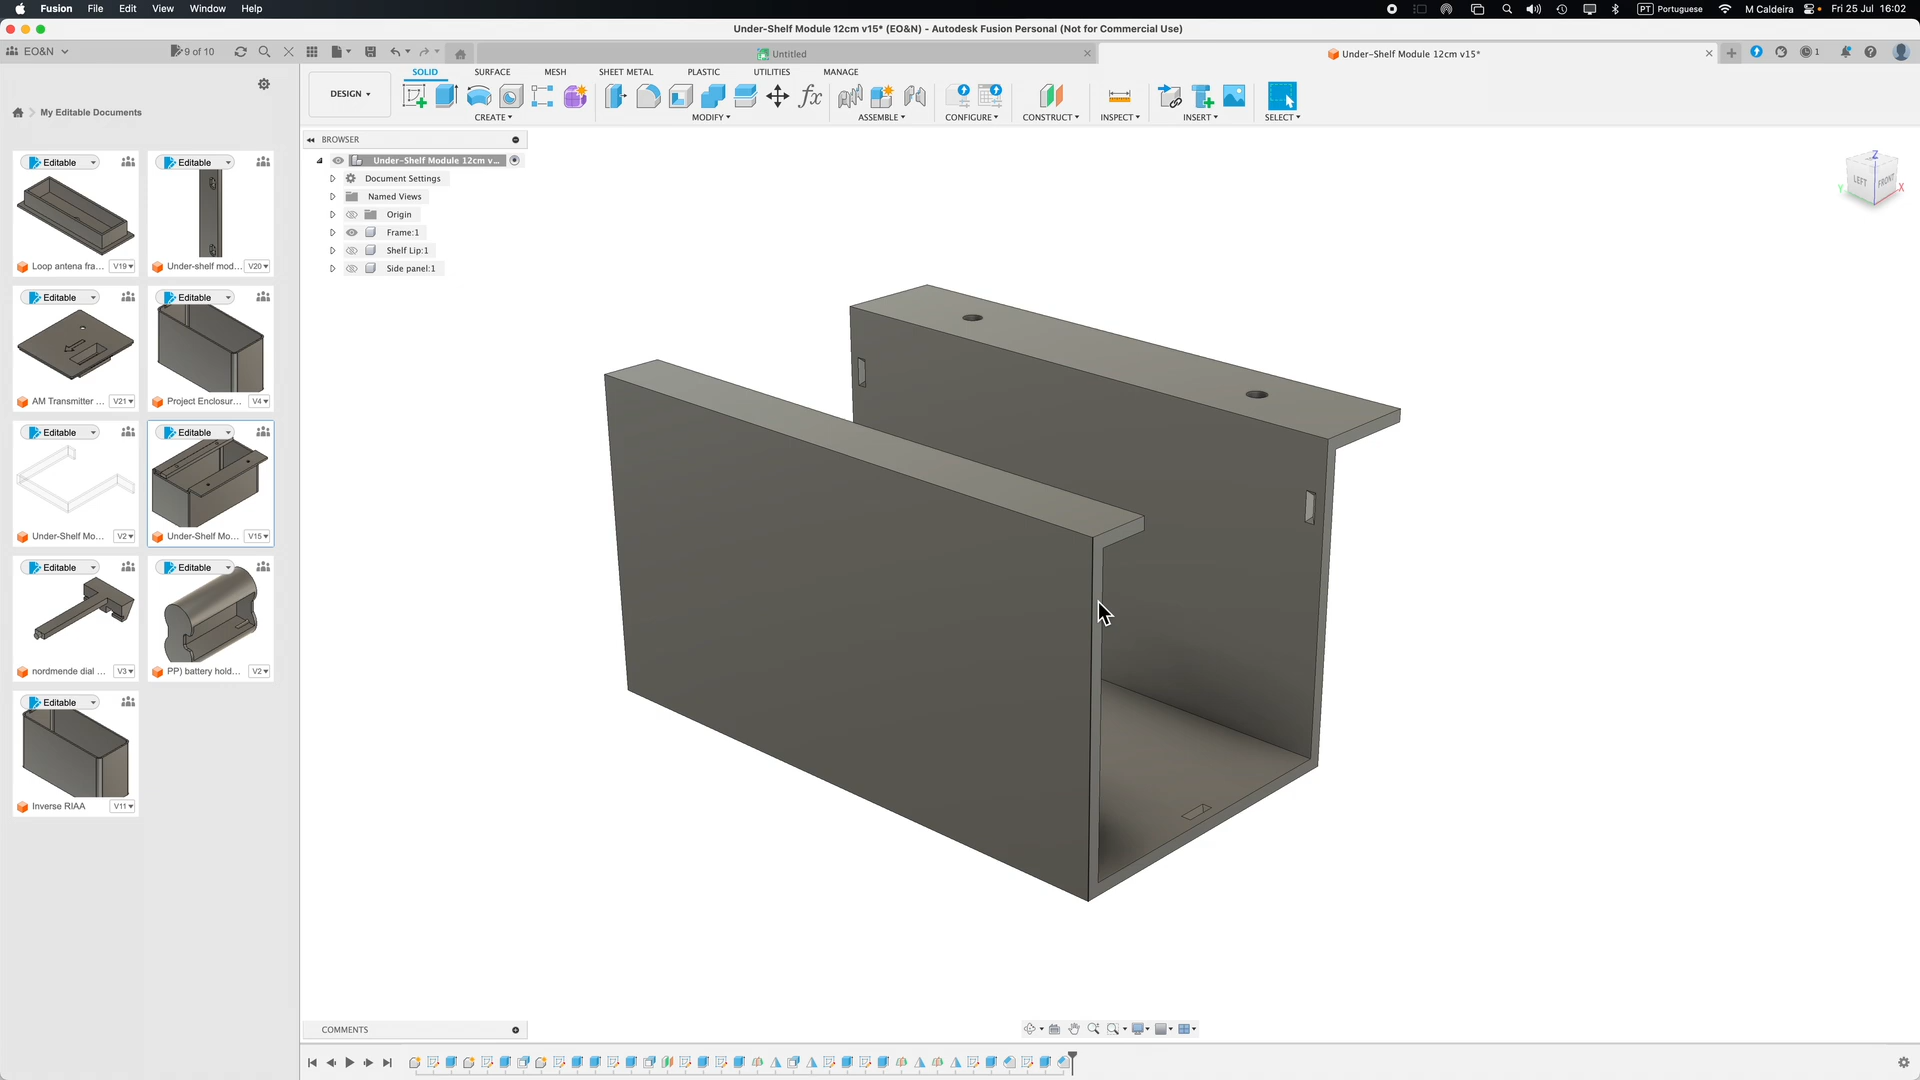 Fusion File Edit View Window Help
PT Portuguese M Caldeira Fri 25 Jul 16:02
Under-Shelf Module 12cm v15* (EO&N) - Autodesk Fusion Personal (Not for Commercial Use)
EO&N 9 of 10 Untitled Under-Shelf Module 12cm v15* 1
My Editable Documents
DESIGN
SOLID SURFACE MESH SHEET METAL PLASTIC UTILITIES MANAGE
CREATE MODIFY ASSEMBLE CONFIGURE CONSTRUCT INSPECT INSERT SELECT
BROWSER
Under-Shelf Module 12cm v...
Document Settings
Named Views
Origin
Frame:1
Shelf Lip:1
Side panel:1
Editable Editable
Loop antena fra... V19 Under-shelf mod... V20
Editable Editable
AM Transmitter ... V21 Project Enclosur... V4
Editable Editable
Under-Shelf Mo... V2 Under-Shelf Mo... V15
Editable Editable
nordmende dial ... V3 PP) battery hold... V2
Editable
Inverse RIAA V11
Z
LEFT FRONT
Y X
COMMENTS